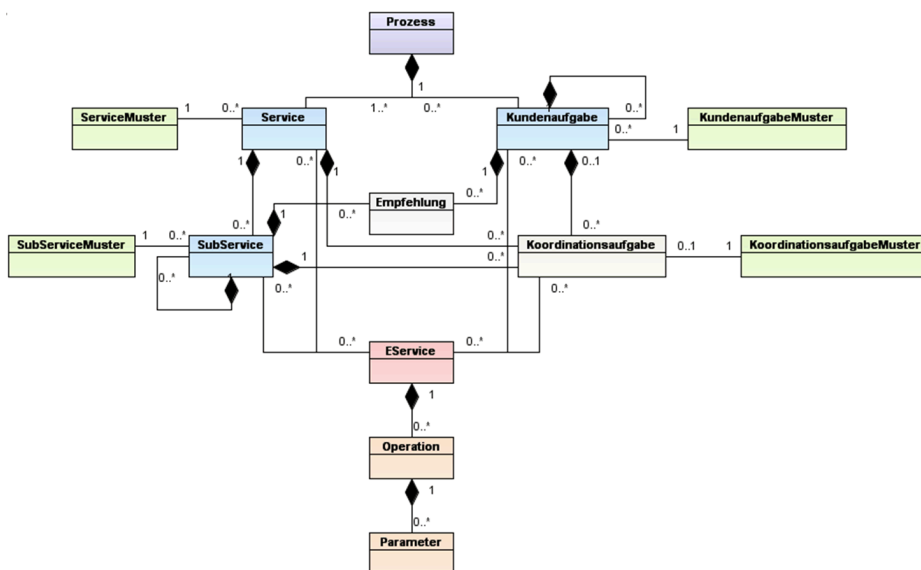 Prozess
1
1..* 0..*
ServiceMuster
1 0..*
Service
Kundenaufgabe
0..*
0..* 1
KundenaufgabeMuster
1 0..* 1
0..* 1 0..1
Empfehlung
1 0..* 0..*
0..* 0..* 0..*
SubServiceMuster
1 0..*
SubService
Koordinationsaufgabe
0..1 1
KoordinationsaufgabeMuster
1 0..*
0..* 1 0..* 0..*
0..* EService 0..*
1
0..*
Operation
1
0..*
Parameter